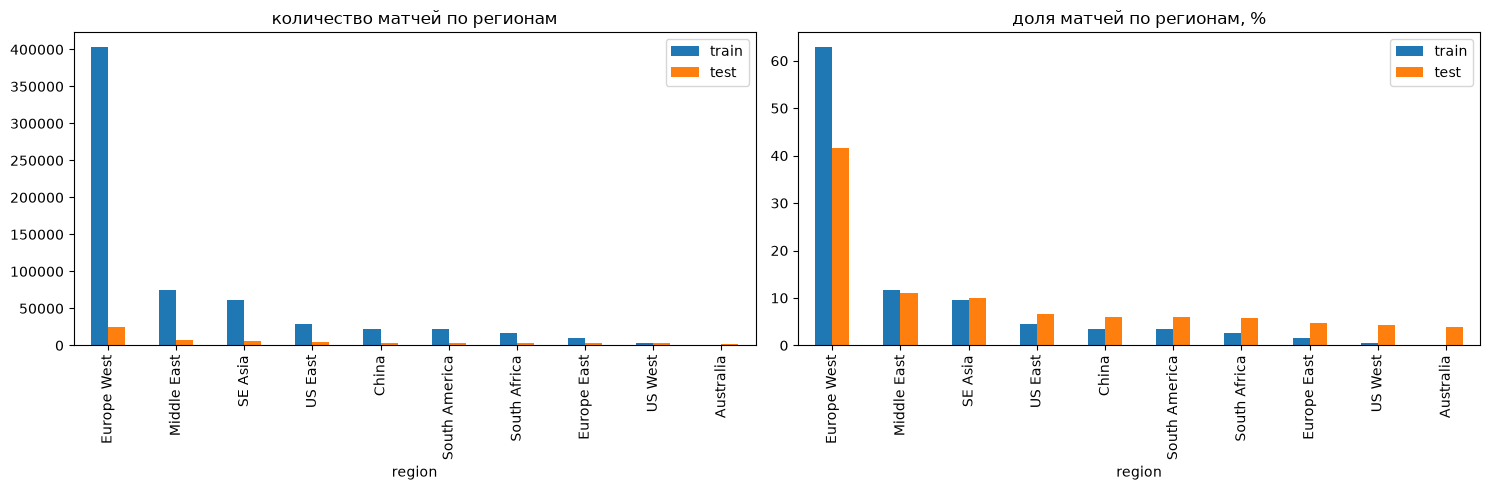 количество матчей по регионам
400000
350000
300000
250000
200000
150000
100000
50000
0
train
test
Europe West
Middle East
SE Asia
US East
China
South America
South Africa
Europe East
US West
Australia
region
доля матчей по регионам, %
60
50
40
30
20
10
0
train
test
Europe West
Middle East
SE Asia
US East
China
South America
South Africa
Europe East
US West
Australia
region